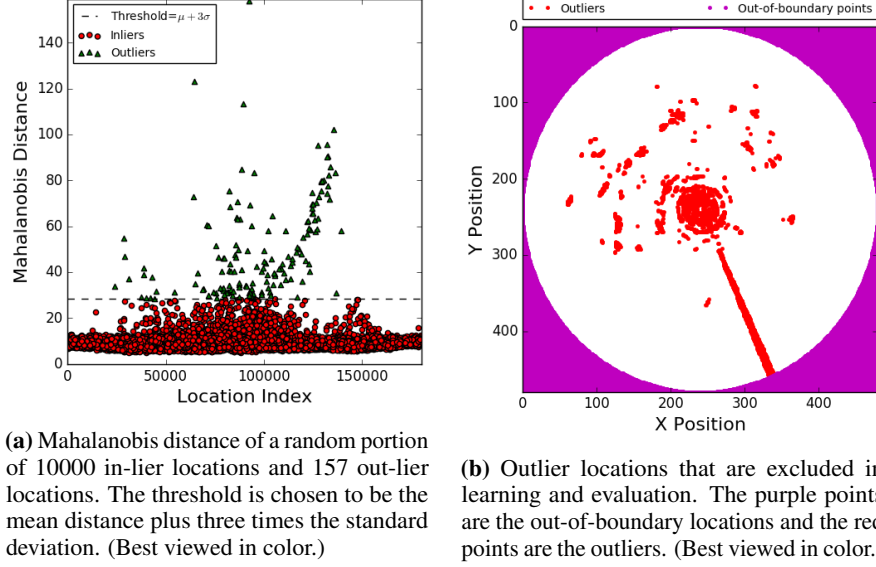 Threshold=μ + 3σ
Inliers
Outliers
Mahalanobis Distance
140
120
100
80
60
40
20
0
0 50000 100000 150000
Location Index
(a) Mahalanobis distance of a random portion
of 10000 in-lier locations and 157 out-lier
locations. The threshold is chosen to be the
mean distance plus three times the standard
deviation. (Best viewed in color.)
Outliers Out-of-boundary points
Y Position
0
100
200
300
400
0 100 200 300 400
X Position
(b) Outlier locations that are excluded in
learning and evaluation. The purple points
are the out-of-boundary locations and the red
points are the outliers. (Best viewed in color.